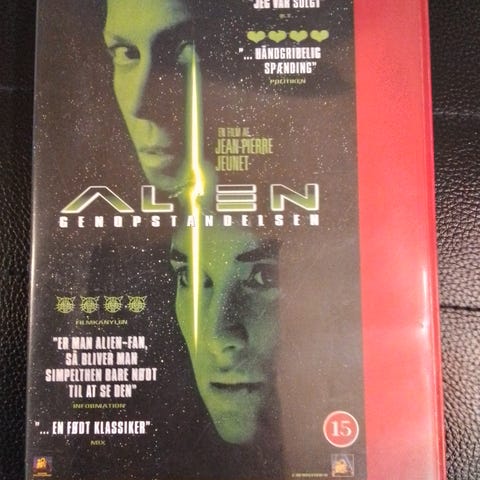 JEG VAR SOLGT"
B.T.
"... HÅNDGRIBELIG
SPÆNDING"
POLITIKEN
EN FILM AF
JEAN-PIERRE
JEUNET
ALIEN
GENOPSTANDELSEN
FILMKANYLEN
"ER MAN ALIEN-FAN,
SÅ BLIVER MAN
SIMPELTHEN BARE NØDT
TIL AT SE DEN"
INFORMATION
"... EN FØDT KLASSIKER"
MIX
15